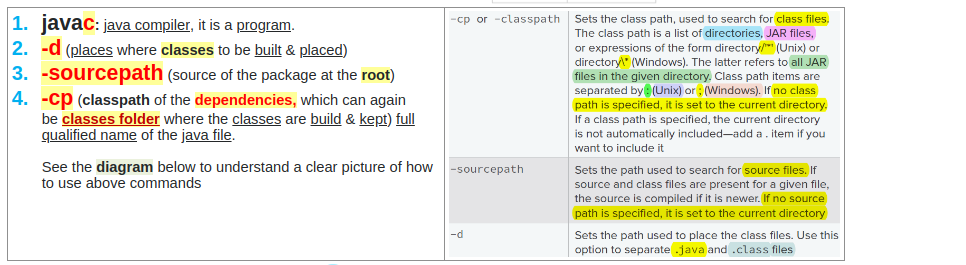 1. javac: java compiler, it is a program.
2. -d (places where classes to be built & placed)
3. -sourcepath (source of the package at the root)
4. -cp (classpath of the dependencies, which can again
be classes folder where the classes are build & kept) full
qualified name of the java file.
See the diagram below to understand a clear picture of how
to use above commands
-cp or -classpath
Sets the class path, used to search for class files.
The class path is a list of directories, JAR files,
or expressions of the form directory/'*' (Unix) or
directory\* (Windows). The latter refers to all JAR
files in the given directory. Class path items are
separated by : (Unix) or ; (Windows). If no class
path is specified, it is set to the current directory.
If a class path is specified, the current directory
is not automatically included—add a . item if you
want to include it
-sourcepath
Sets the path used to search for source files. If
source and class files are present for a given file,
the source is compiled if it is newer. If no source
path is specified, it is set to the current directory
-d
Sets the path used to place the class files. Use this
option to separate .java and .class files